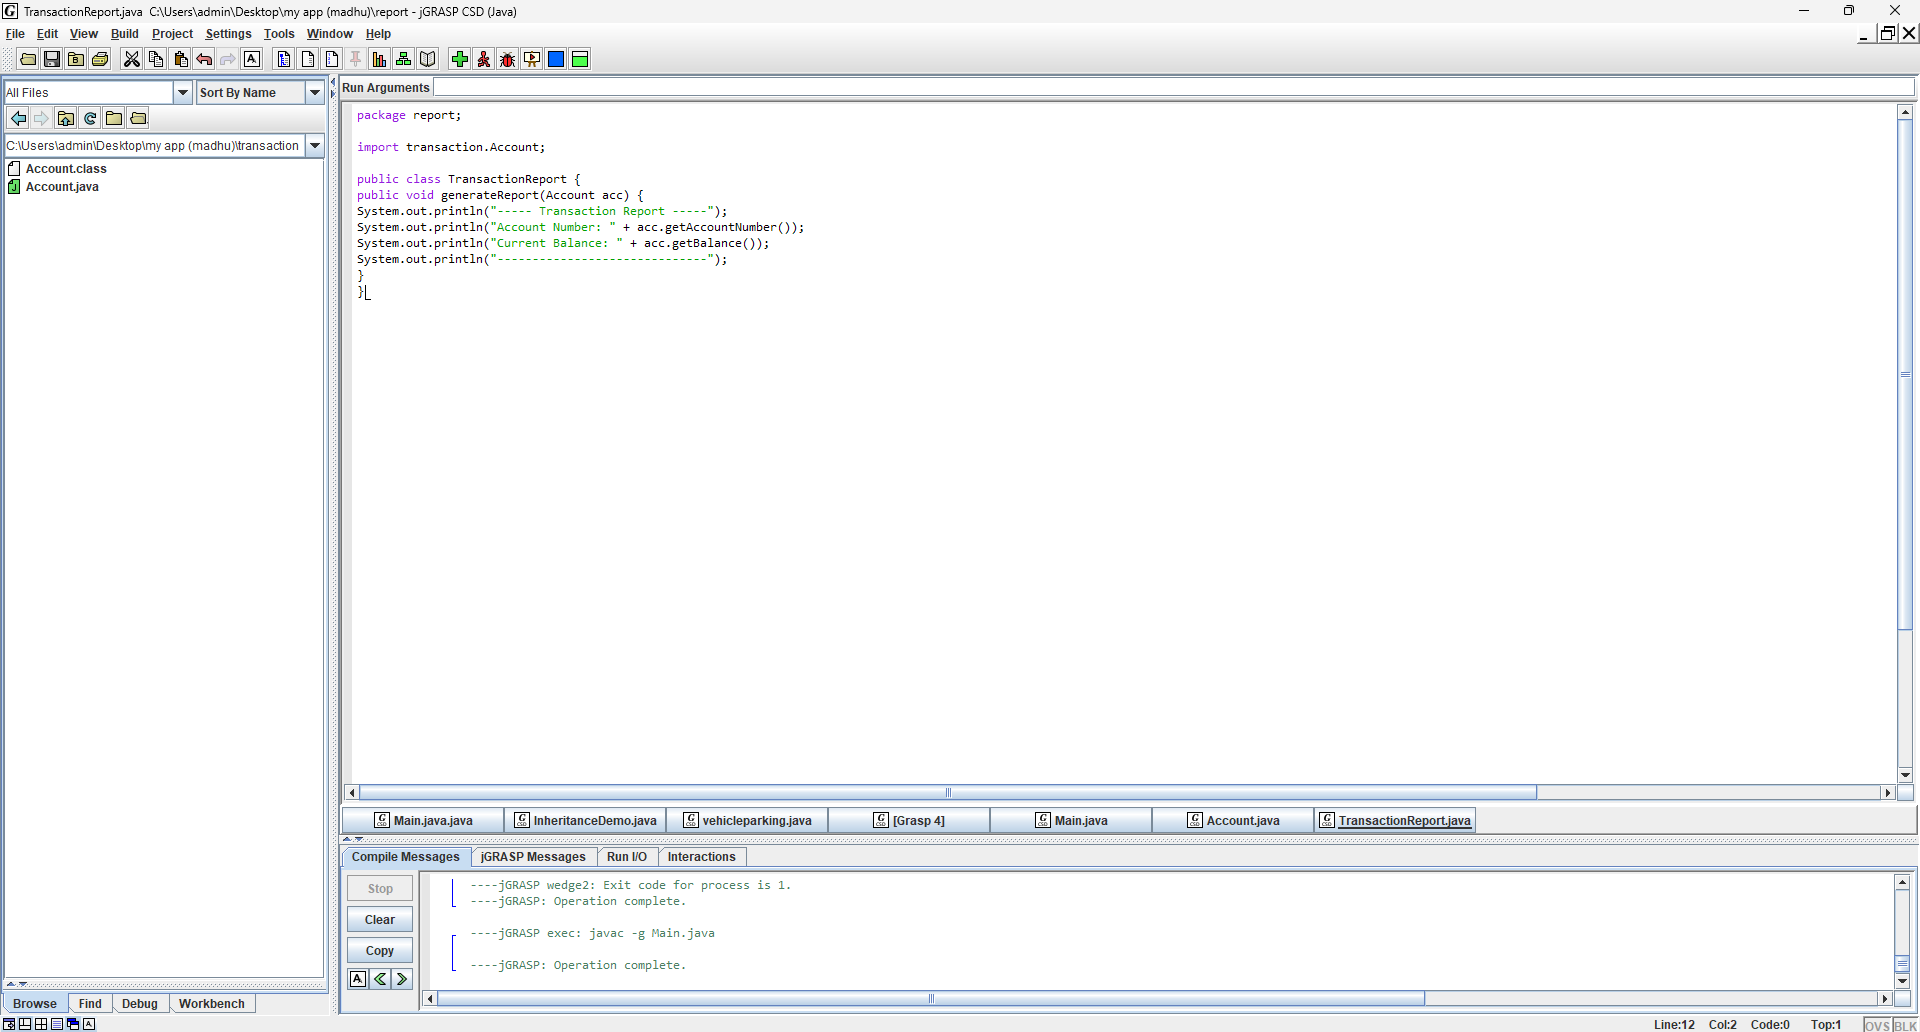 TransactionReport.java  C:\Users\admin\Desktop\my app (madhu)\report - jGRASP CSD (Java)
File Edit View Build Project Settings Tools Window Help
All Files Sort By Name
C:\Users\admin\Desktop\my app (madhu)\transaction
Account.class
Account.java
Run Arguments
package report;
import transaction.Account;
public class TransactionReport {
public void generateReport(Account acc) {
System.out.println("----- Transaction Report -----");
System.out.println("Account Number: " + acc.getAccountNumber());
System.out.println("Current Balance: " + acc.getBalance());
System.out.println("------------------------------");
}
}
Main.java.java InheritanceDemo.java vehicleparking.java [Grasp 4] Main.java Account.java TransactionReport.java
Compile Messages jGRASP Messages Run I/O Interactions
Stop
Clear
Copy
----jGRASP wedge2: Exit code for process is 1.
----jGRASP: Operation complete.
----jGRASP exec: javac -g Main.java
----jGRASP: Operation complete.
Browse Find Debug Workbench
Line:12 Col:2 Code:0 Top:1 OVS BLK